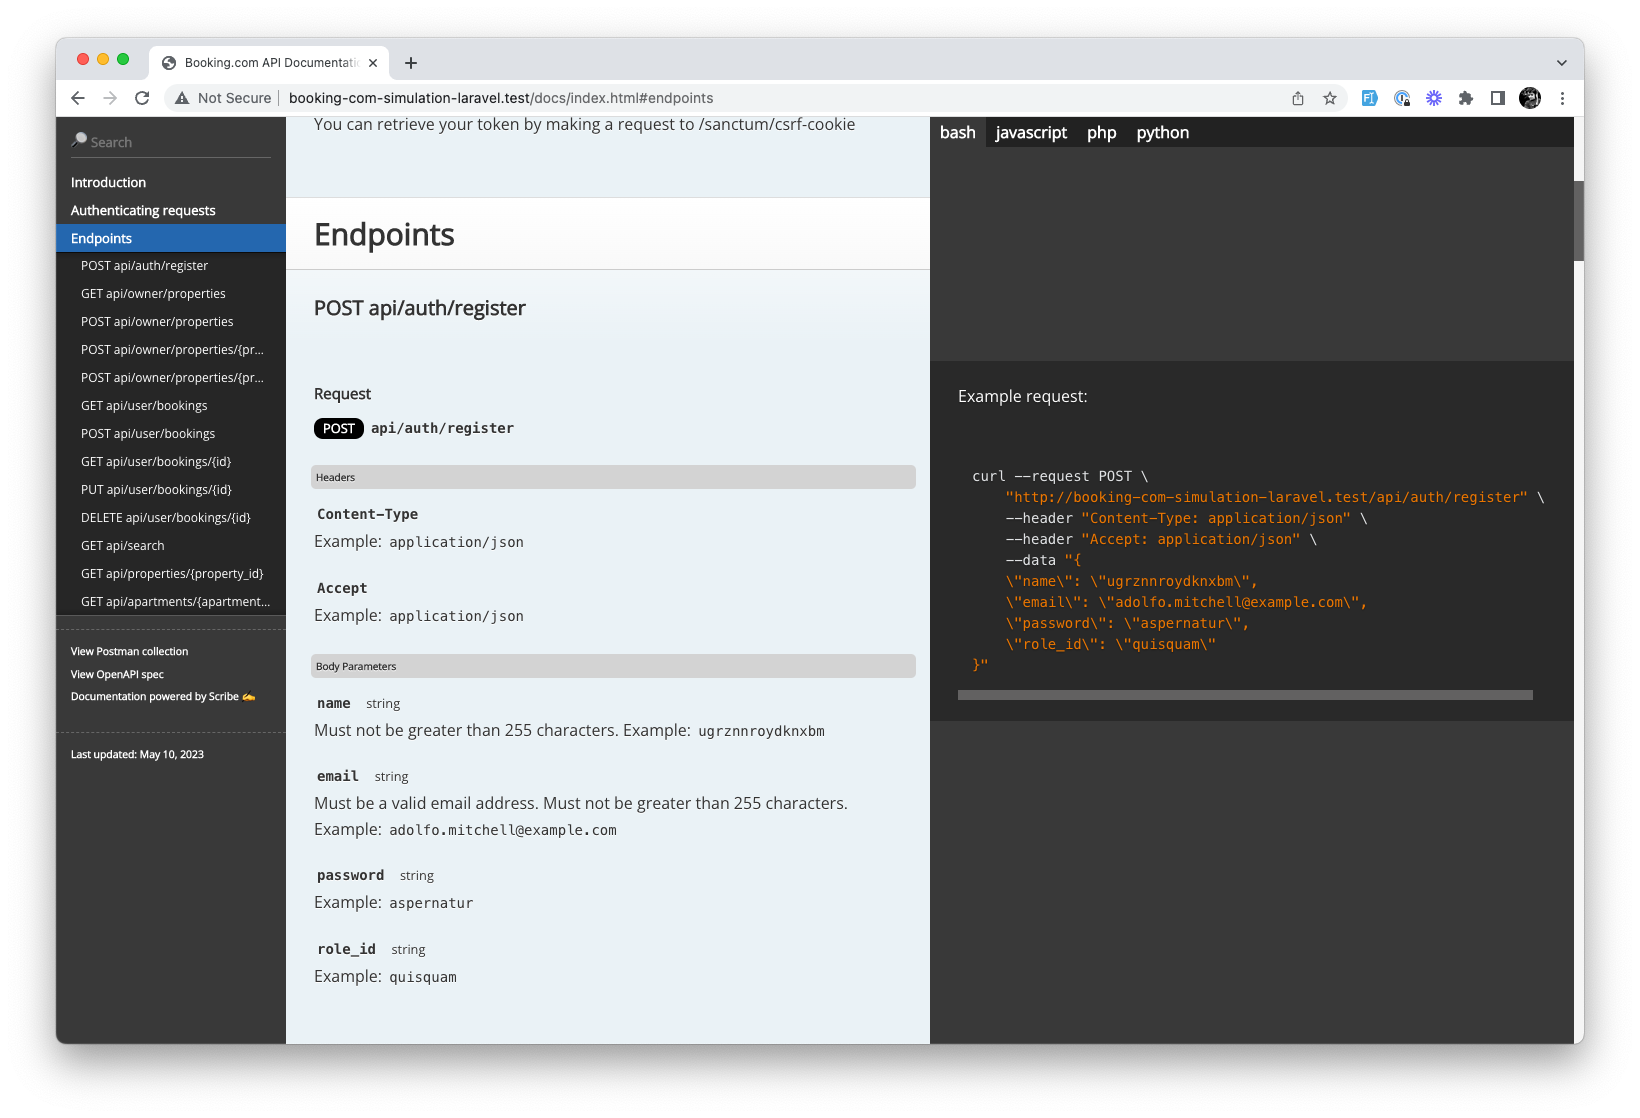 Booking.com API Documentati
Not Secure
booking-com-simulation-laravel.test/docs/index.html#endpoints
Search
Introduction
Authenticating requests
Endpoints
POST api/auth/register
GET api/owner/properties
POST api/owner/properties
POST api/owner/properties/{pr...
POST api/owner/properties/{pr...
GET api/user/bookings
POST api/user/bookings
GET api/user/bookings/{id}
PUT api/user/bookings/{id}
DELETE api/user/bookings/{id}
GET api/search
GET api/properties/{property_id}
GET api/apartments/{apartment...
View Postman collection
View OpenAPI spec
Documentation powered by Scribe ✍
Last updated: May 10, 2023
You can retrieve your token by making a request to /sanctum/csrf-cookie
Endpoints
POST api/auth/register
Request
POST api/auth/register
Headers
Content-Type
Example: application/json
Accept
Example: application/json
Body Parameters
name string
Must not be greater than 255 characters. Example: ugrznnroydknxbm
email string
Must be a valid email address. Must not be greater than 255 characters.
Example: adolfo.mitchell@example.com
password string
Example: aspernatur
role_id string
Example: quisquam
bash javascript php python
Example request:
curl --request POST \
"http://booking-com-simulation-laravel.test/api/auth/register" \
--header "Content-Type: application/json" \
--header "Accept: application/json" \
--data "{
\"name\": \"ugrznnroydknxbm\",
\"email\": \"adolfo.mitchell@example.com\",
\"password\": \"aspernatur\",
\"role_id\": \"quisquam\"
}"